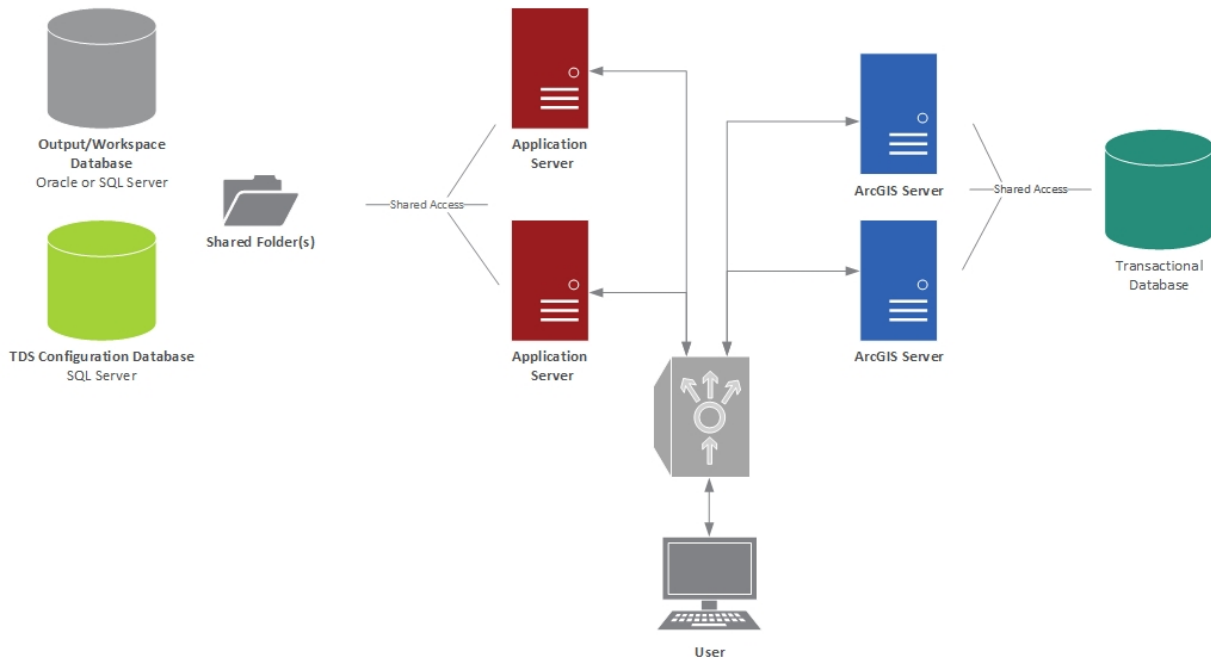 Output/Workspace
Database
Oracle or SQL Server
Shared Folder(s)
TDS Configuration Database
SQL Server
Shared Access
Application
Server
Application
Server
ArcGIS Server
ArcGIS Server
Shared Access
Transactional
Database
User